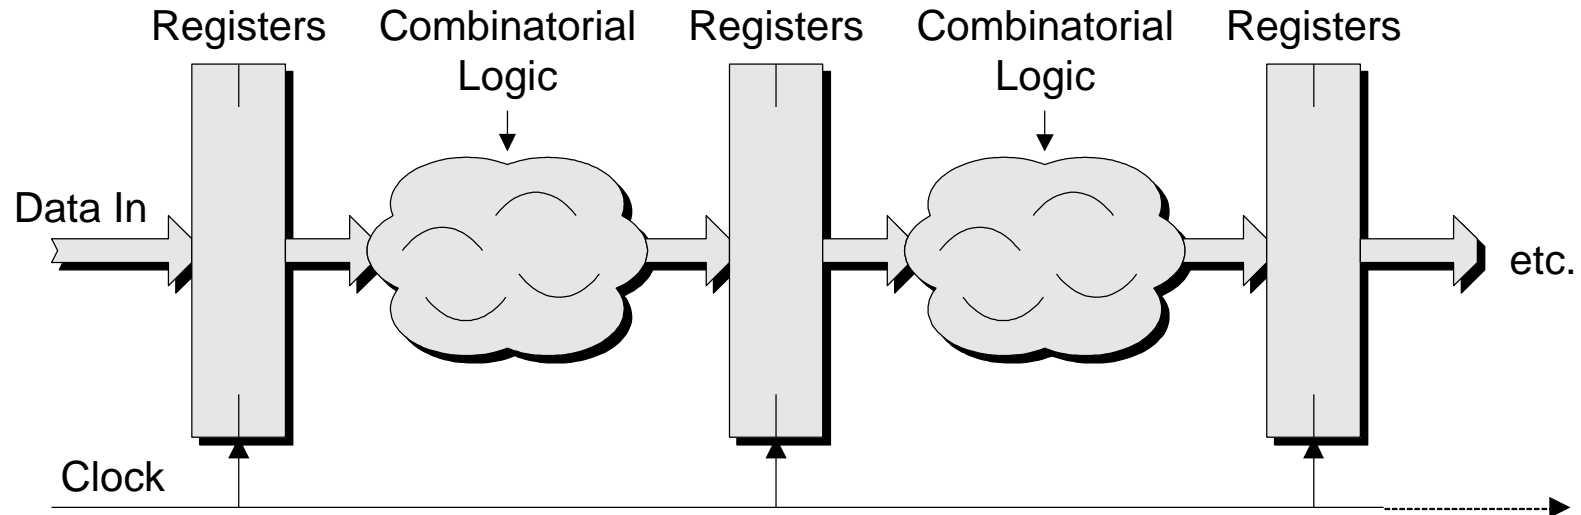 Registers
Combinatorial
Logic
Registers
Combinatorial
Logic
Registers
Data In
etc.
Clock